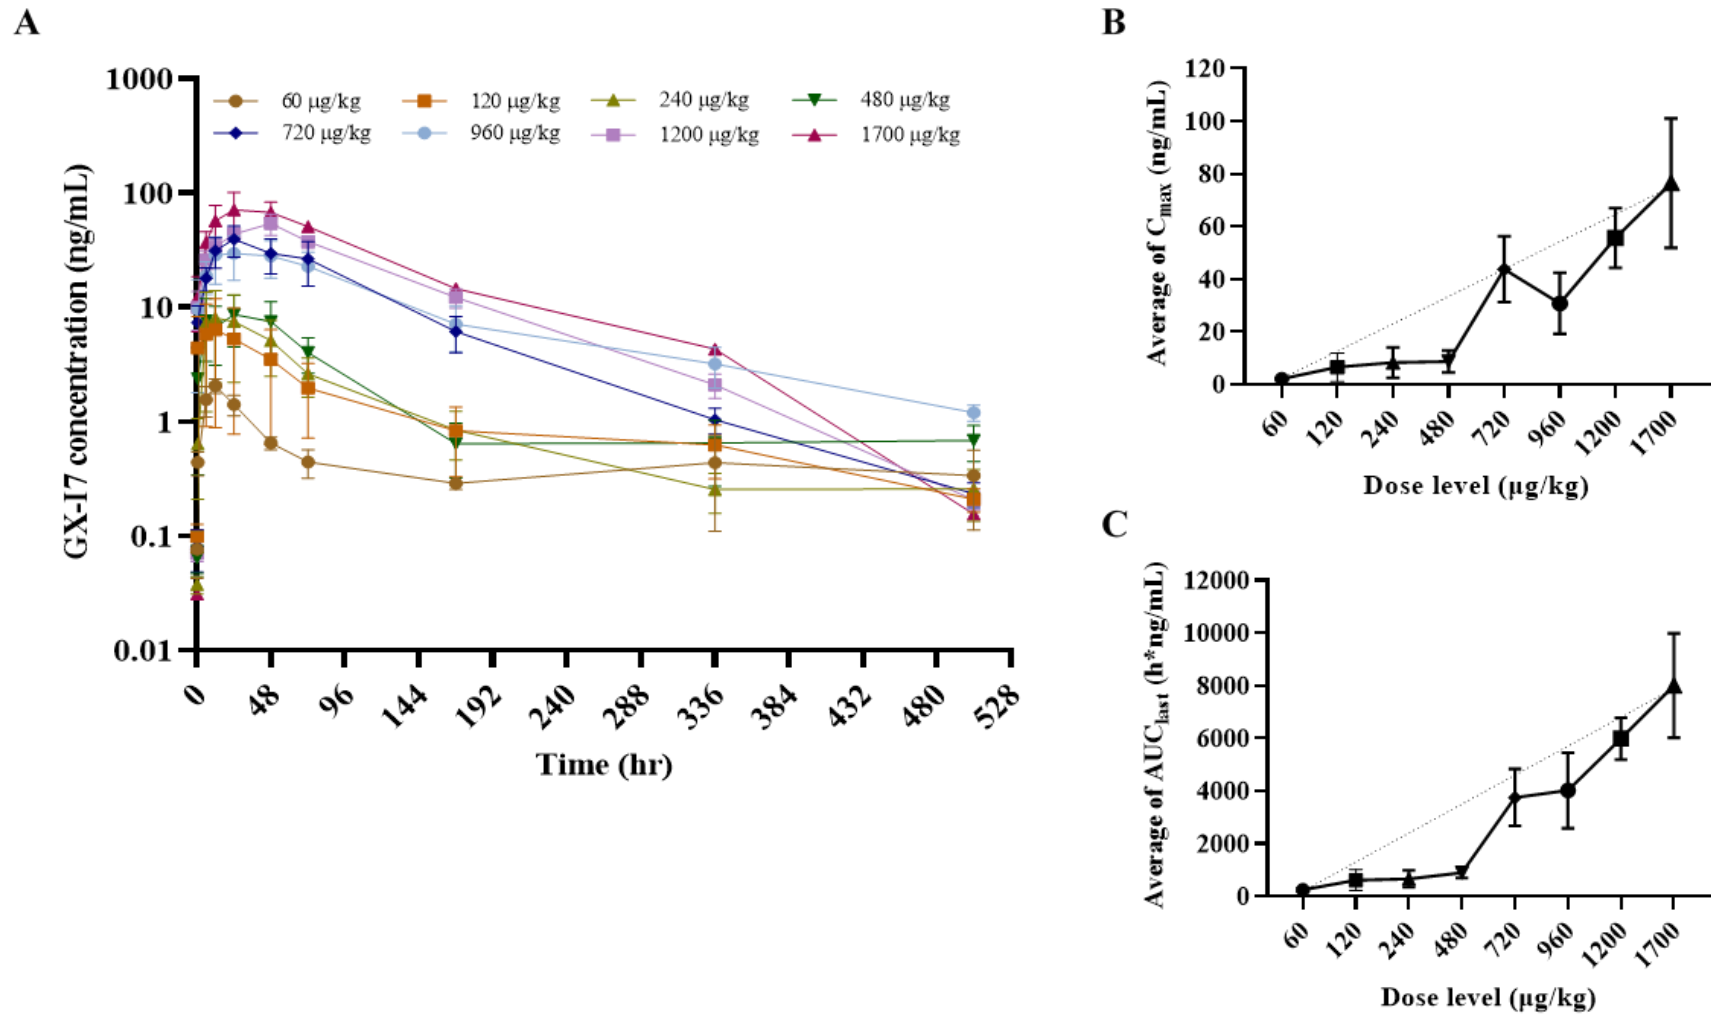 A
GX-I7 concentration (ng/mL)
1000
100
10
1
0.1
0.01
60 μg/kg 120 μg/kg 240 μg/kg 480 μg/kg
720 μg/kg 960 μg/kg 1200 μg/kg 1700 μg/kg
0 48 96 144 192 240 288 336 384 432 480 528
Time (hr)
B
Average of Cmax (ng/mL)
120
100
80
60
40
20
0
60 120 240 480 720 960 1200 1700
Dose level (μg/kg)
C
Average of AUClast (h*ng/mL)
12000
10000
8000
6000
4000
2000
0
60 120 240 480 720 960 1200 1700
Dose level (μg/kg)